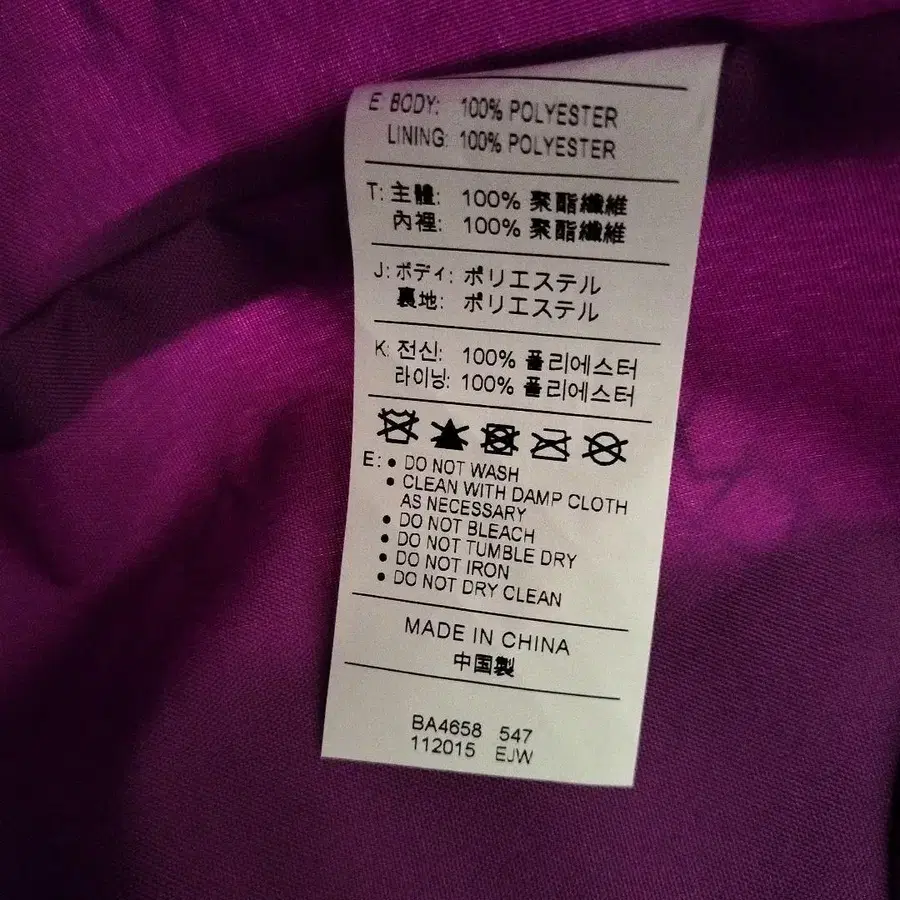 E: BODY: 100% POLYESTER
LINING: 100% POLYESTER
T: 主體: 100% 聚酯纖維
內裡: 100% 聚酯纖維
J: ボディ: ポリエステル
裏地: ポリエステル
K: 전신: 100% 폴리에스터
라이닝: 100% 폴리에스터
E: • DO NOT WASH
• CLEAN WITH DAMP CLOTH
AS NECESSARY
• DO NOT BLEACH
• DO NOT TUMBLE DRY
• DO NOT IRON
• DO NOT DRY CLEAN
MADE IN CHINA
中国製
BA4658 547
112015 EJW